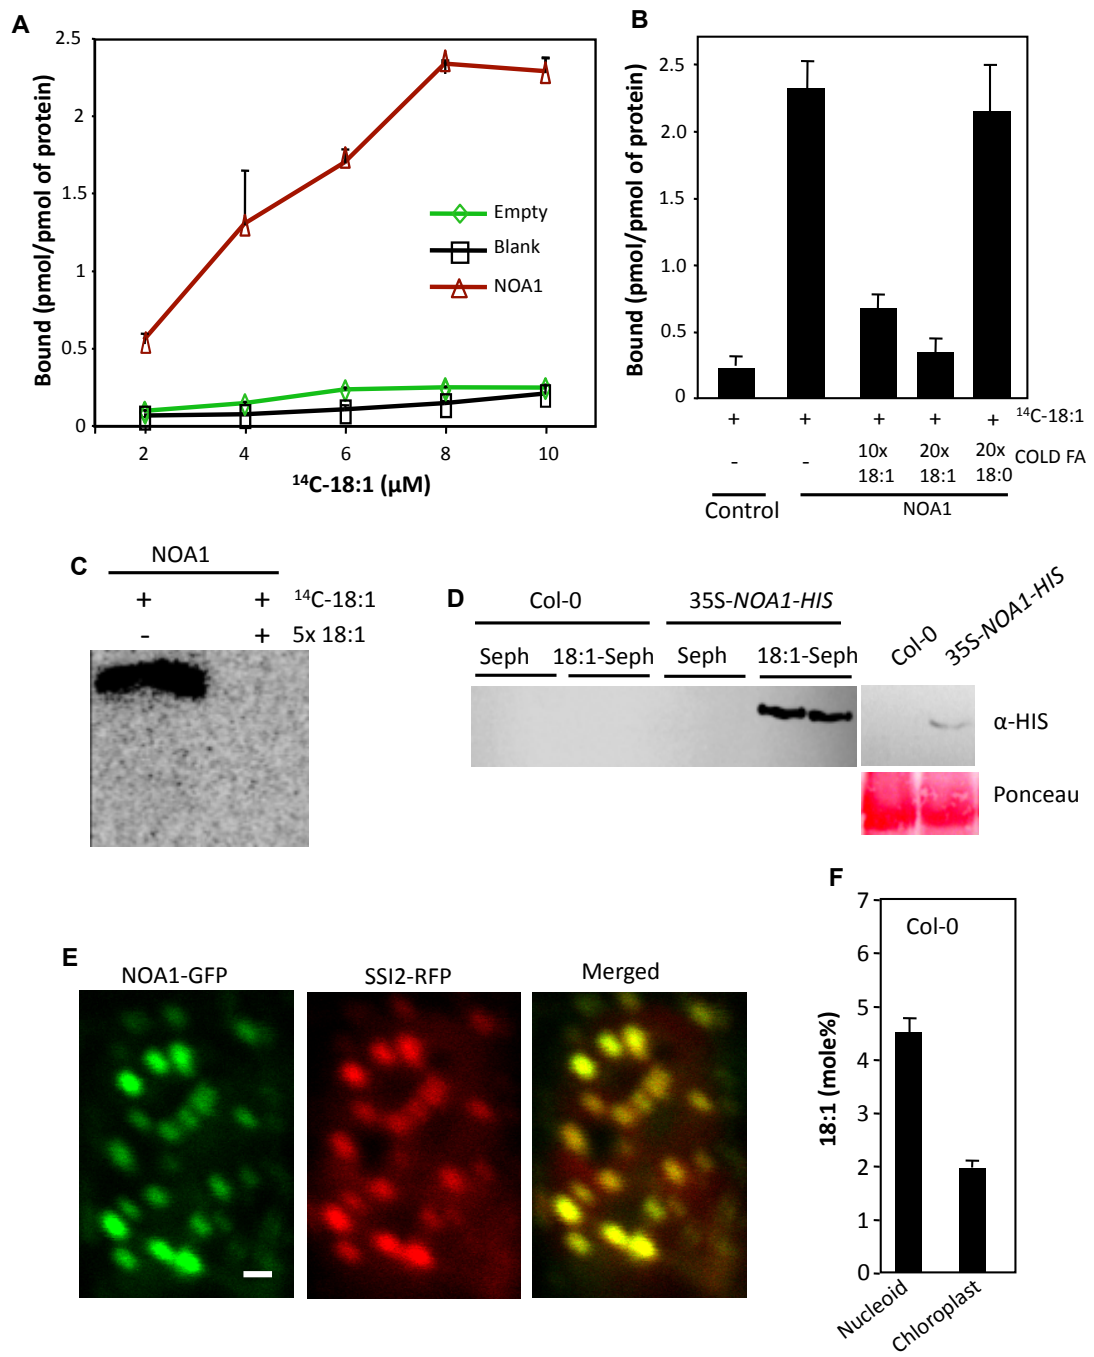 A
2.5
2
1.5
1
0.5
0
Bound (pmol/pmol of protein)
Empty
Blank
NOA1
2 4 6 8 10
¹⁴C-18:1 (µM)
B
2.5
2.0
1.5
1.0
0.5
0
Bound (pmol/pmol of protein)
+ + + + + ¹⁴C-18:1
- - 10x 18:1 20x 18:1 20x 18:0 COLD FA
Control NOA1
C
NOA1
+ + ¹⁴C-18:1
- + 5x 18:1
D
Col-0 35S-NOA1-HIS
Seph 18:1-Seph Seph 18:1-Seph
Col-0 35S-NOA1-HIS
α-HIS
Ponceau
E
NOA1-GFP SSI2-RFP Merged
F
Col-0
7
6
5
4
3
2
1
0
18:1 (mole%)
Nucleoid Chloroplast